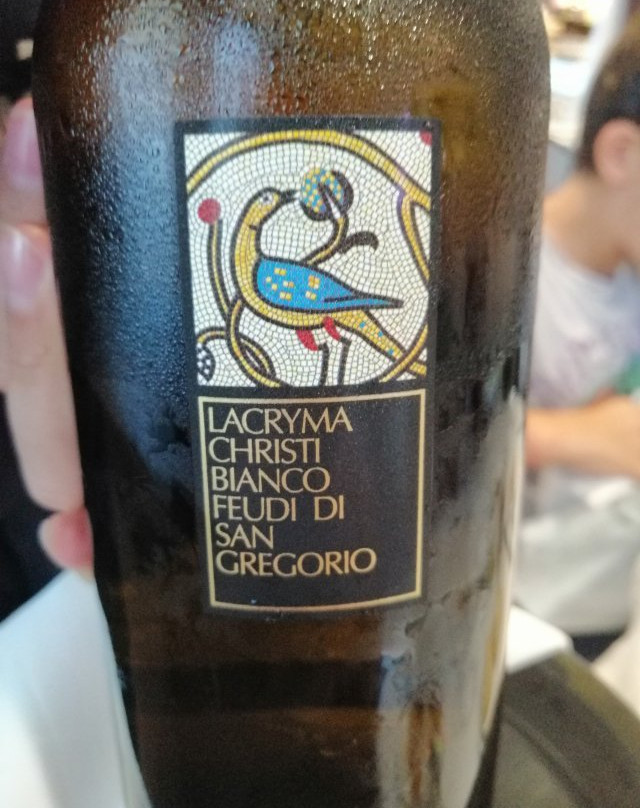 LACRYMA
CHRISTI
BIANCO
FEUDI DI
SAN
GREGORIO